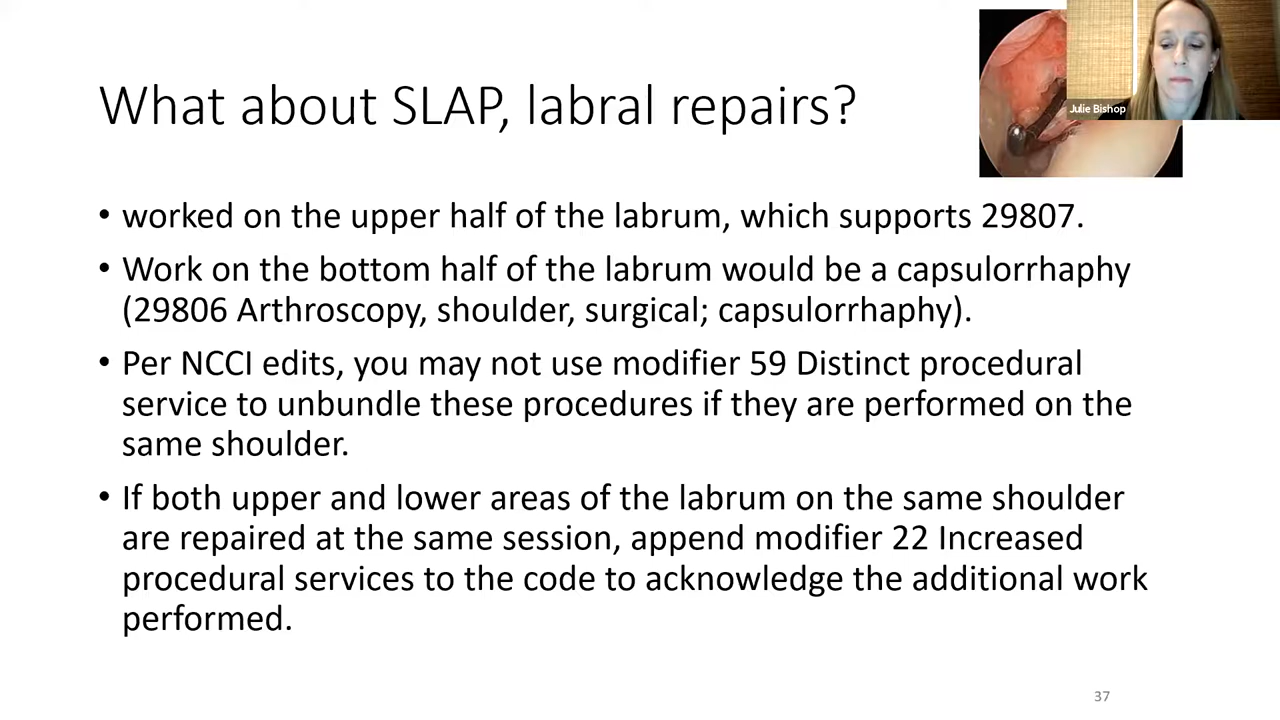 What about SLAP, labral repairs?
Julie Bishop
• worked on the upper half of the labrum, which supports 29807.
• Work on the bottom half of the labrum would be a capsulorrhaphy
(29806 Arthroscopy, shoulder, surgical; capsulorrhaphy).
• Per NCCI edits, you may not use modifier 59 Distinct procedural
service to unbundle these procedures if they are performed on the
same shoulder.
• If both upper and lower areas of the labrum on the same shoulder
are repaired at the same session, append modifier 22 Increased
procedural services to the code to acknowledge the additional work
performed.
37